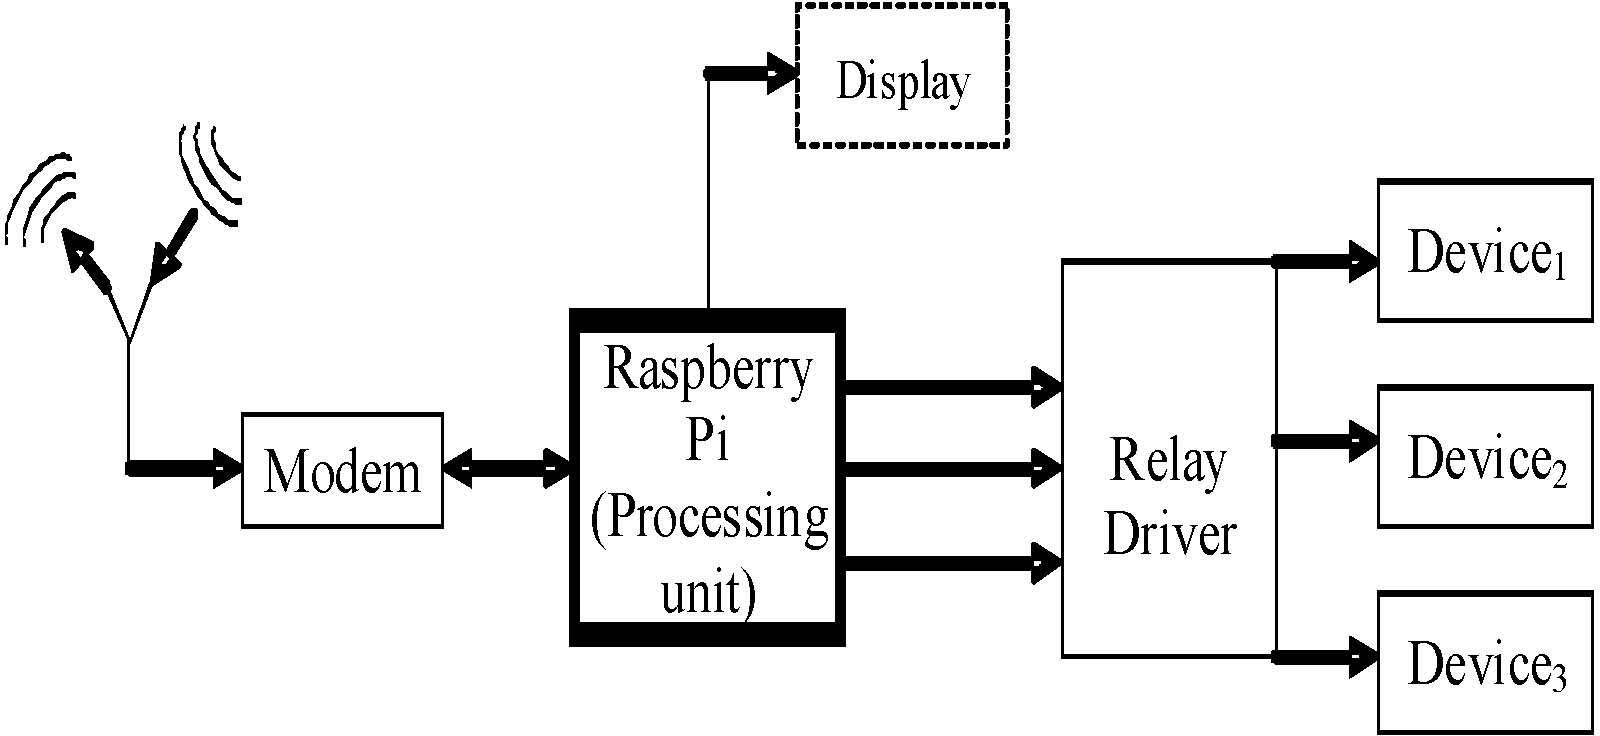 Display
Device1
Raspberry
Pi
(Processing
unit)
Modem
Relay
Driver
Device2
Device3